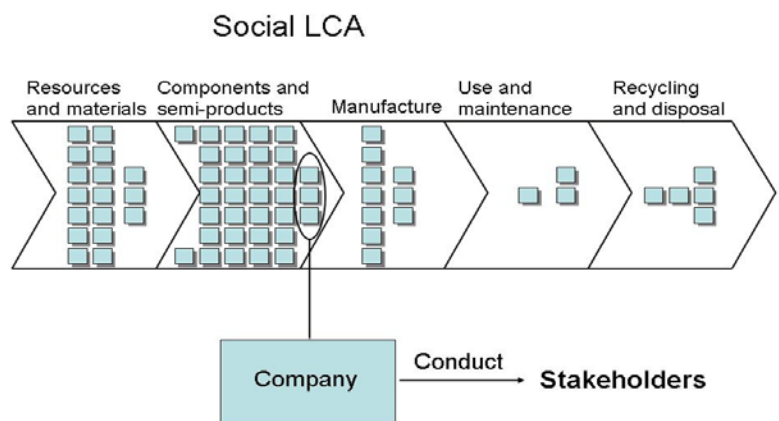 Social LCA
Resources
and materials
Components and
semi-products
Manufacture
Use and
maintenance
Recycling
and disposal
Company
Conduct
Stakeholders